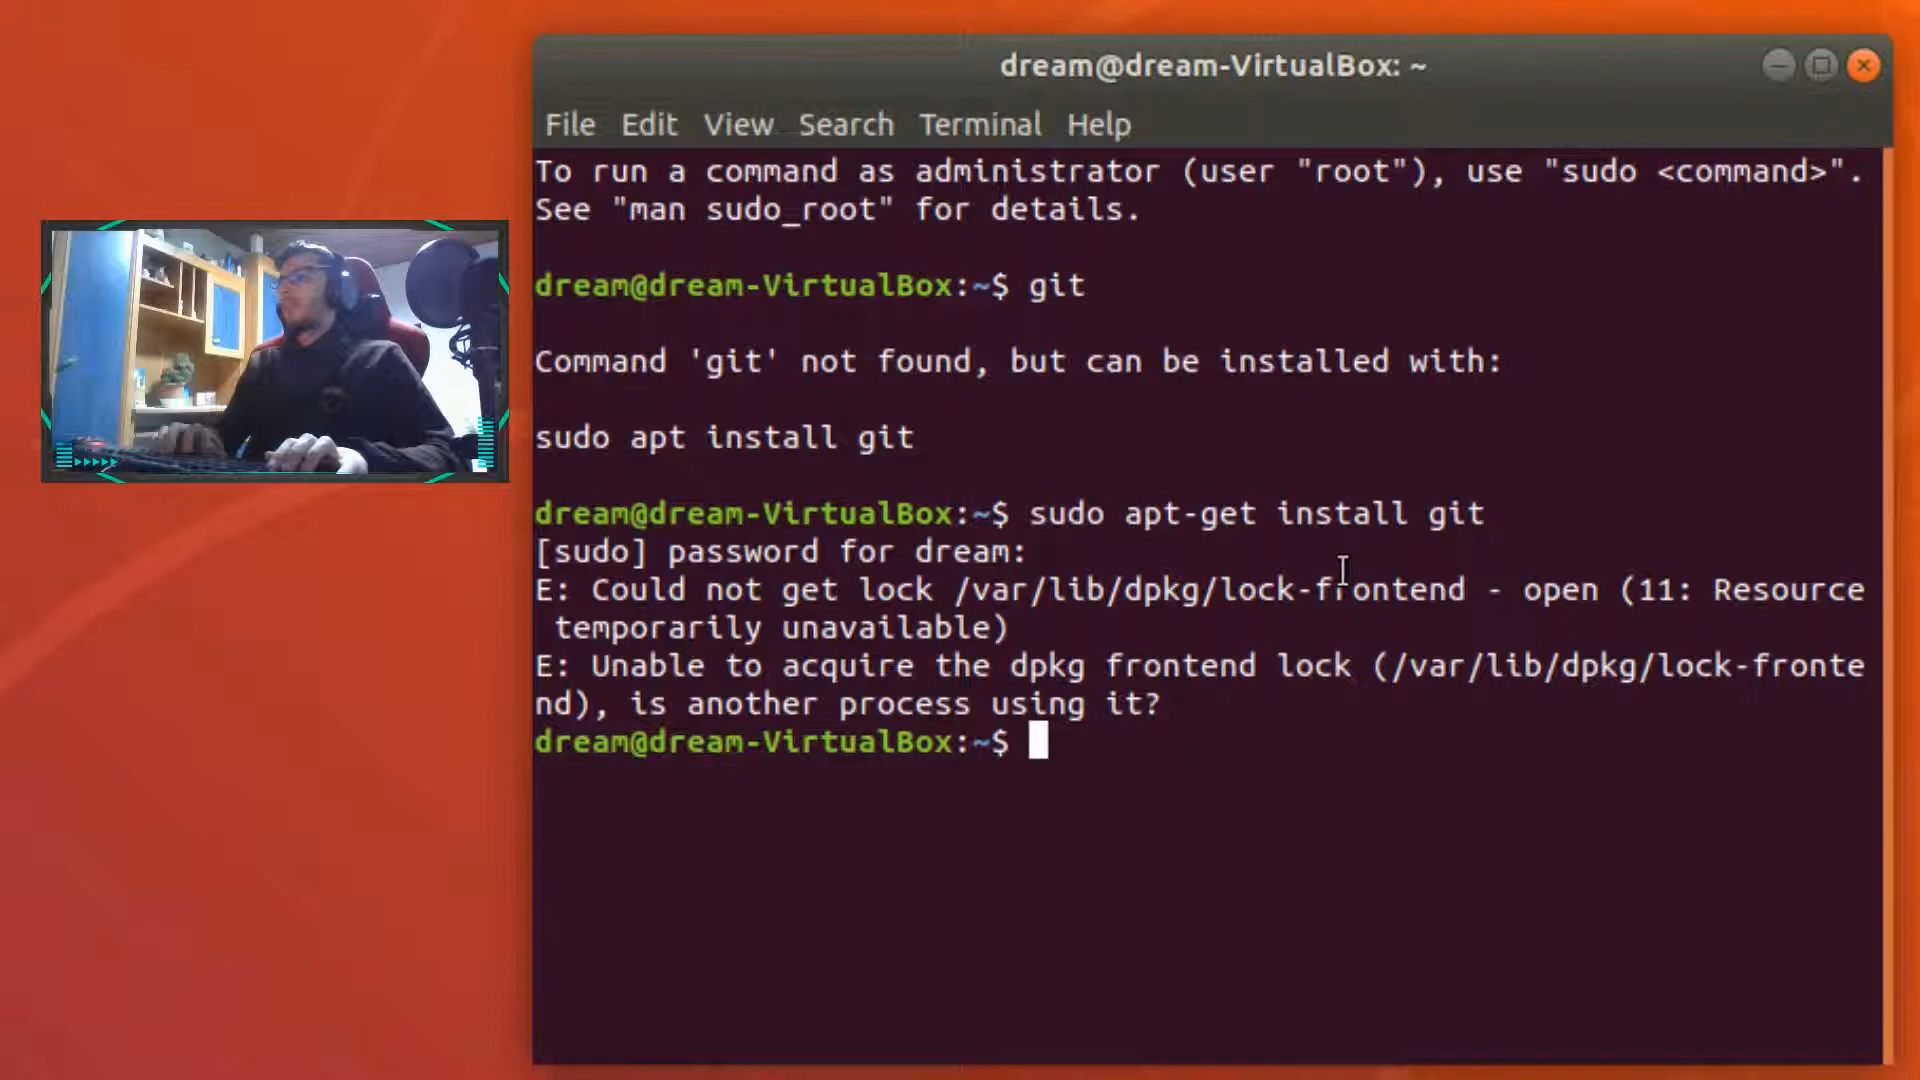 dream@dream-VirtualBox: ~
File Edit View Search Terminal Help
To run a command as administrator (user "root"), use "sudo <command>".
See "man sudo_root" for details.
dream@dream-VirtualBox:~$ git
Command 'git' not found, but can be installed with:
sudo apt install git
dream@dream-VirtualBox:~$ sudo apt-get install git
[sudo] password for dream:
E: Could not get lock /var/lib/dpkg/lock-frontend - open (11: Resource
temporarily unavailable)
E: Unable to acquire the dpkg frontend lock (/var/lib/dpkg/lock-fronte
nd), is another process using it?
dream@dream-VirtualBox:~$